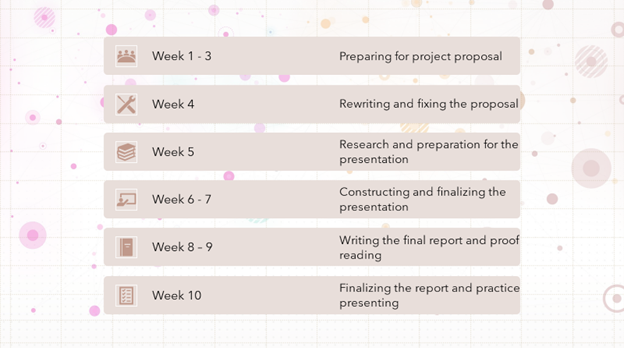 Week 1 - 3
Preparing for project proposal
Week 4
Rewriting and fixing the proposal
Week 5
Research and preparation for the
presentation
Week 6 - 7
Constructing and finalizing the
presentation
Week 8 – 9
Writing the final report and proof
reading
Week 10
Finalizing the report and practice
presenting